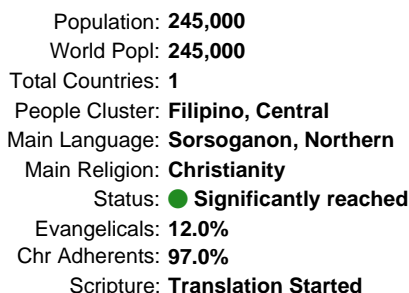 Population: 245,000
World Popl: 245,000
Total Countries: 1
People Cluster: Filipino, Central
Main Language: Sorsoganon, Northern
Main Religion: Christianity
Status: Significantly reached
Evangelicals: 12.0%
Chr Adherents: 97.0%
Scripture: Translation Started